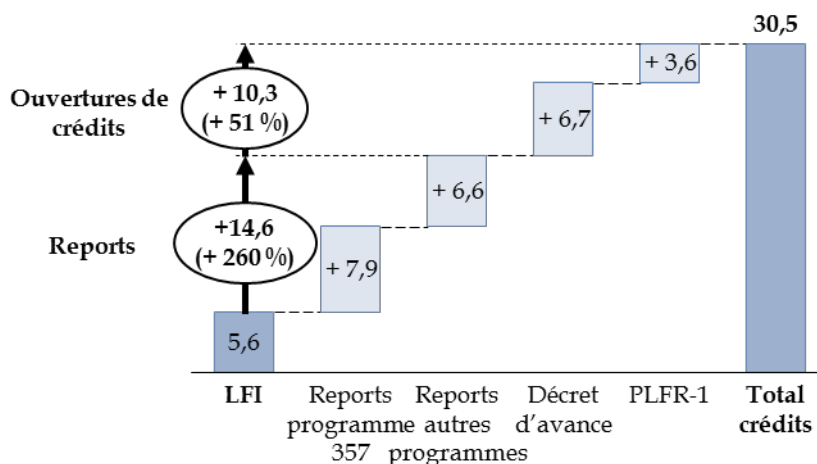 30,5
+ 3,6
Ouvertures de
crédits
+ 10,3
(+ 51 %)
+ 6,7
+ 6,6
Reports
+14,6
(+ 260 %)
+ 7,9
5,6
LFI
Reports
programme
357
Reports
autres
programmes
Décret
d’avance
PLFR-1
Total
crédits